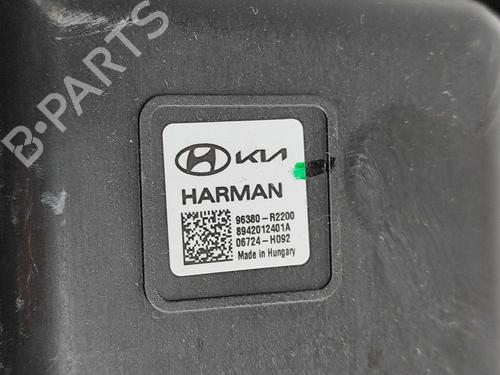 B-PARTS
KIA
HARMAN
96380-R2200
8942012401A
06724-H092
Made in Hungary